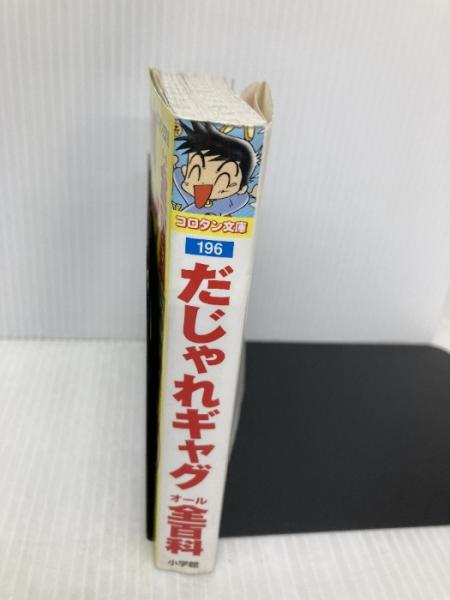 コロタン文庫
196
だじゃれギャグ
オール
全百科
小学館